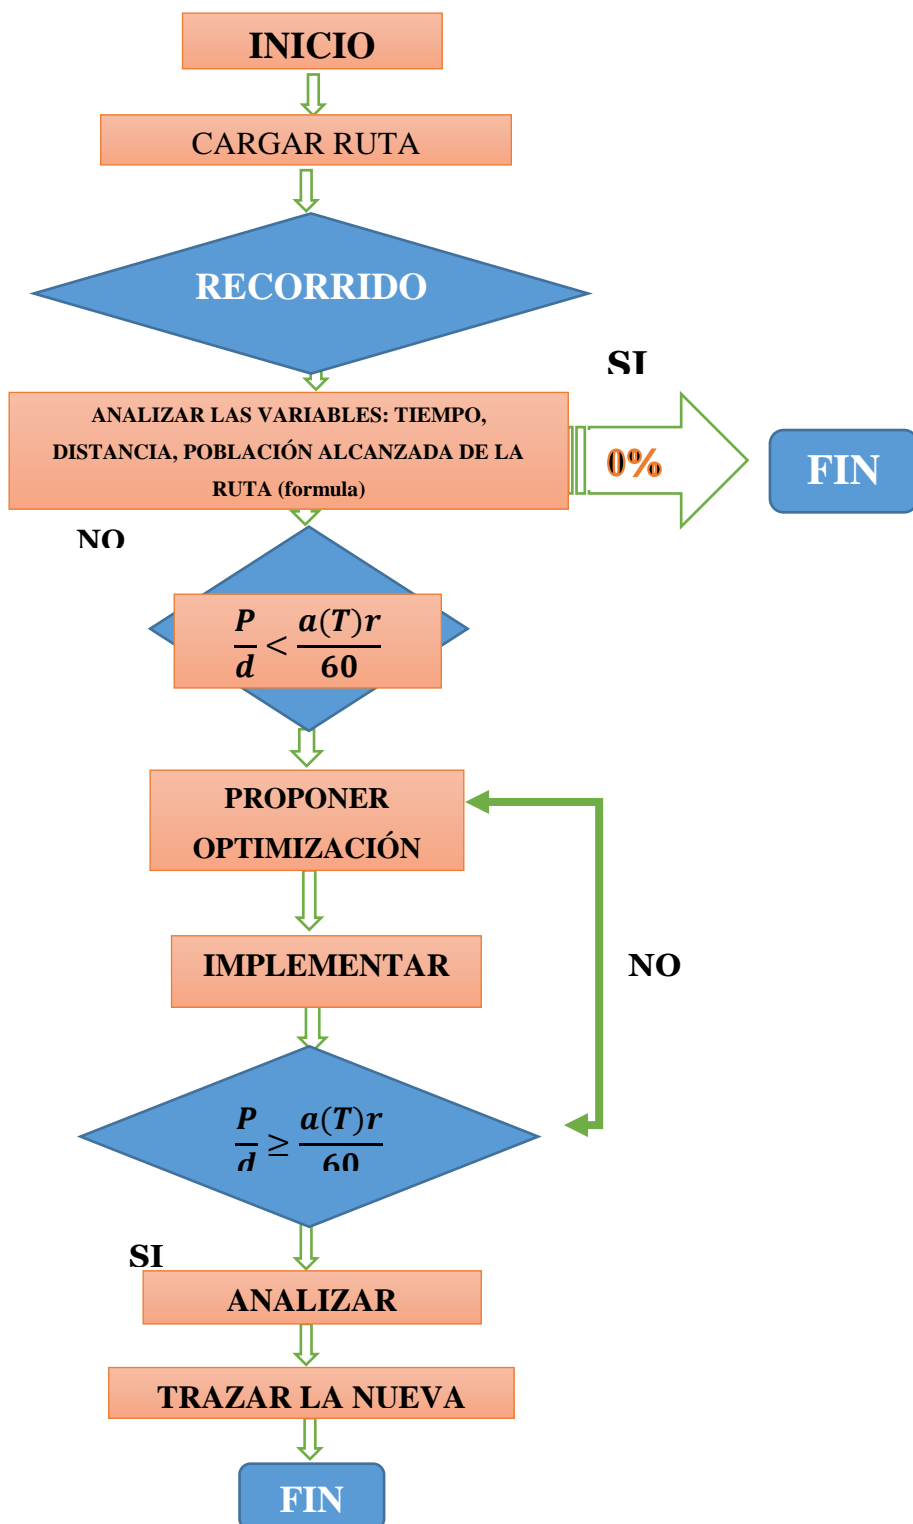 INICIO
CARGAR RUTA
RECORRIDO
SI
ANALIZAR LAS VARIABLES: TIEMPO,
DISTANCIA, POBLACIÓN ALCANZADA DE LA
RUTA (formula)
0%
FIN
NO
P/d < a(T)r/60
PROPONER
OPTIMIZACIÓN
IMPLEMENTAR
NO
P/d ≥ a(T)r/60
SI
ANALIZAR
TRAZAR LA NUEVA
FIN